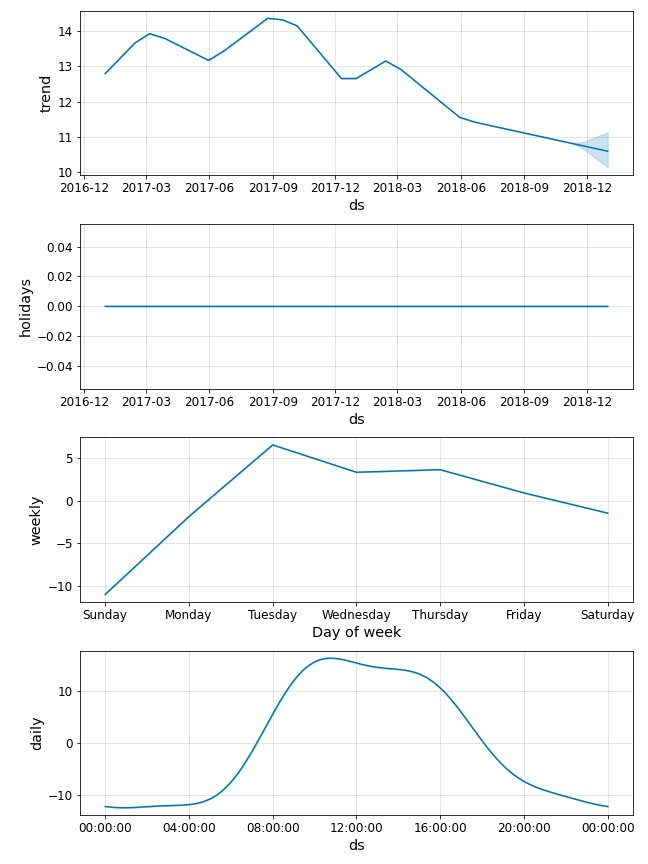 14
13
12
11
10
trend
2016-12 2017-03 2017-06 2017-09 2017-12 2018-03 2018-06 2018-09 2018-12
ds
0.04
0.02
0.00
−0.02
−0.04
holidays
2016-12 2017-03 2017-06 2017-09 2017-12 2018-03 2018-06 2018-09 2018-12
ds
5
0
−5
−10
weekly
Sunday Monday Tuesday Wednesday Thursday Friday Saturday
Day of week
10
0
−10
daily
00:00:00 04:00:00 08:00:00 12:00:00 16:00:00 20:00:00 00:00:00
ds